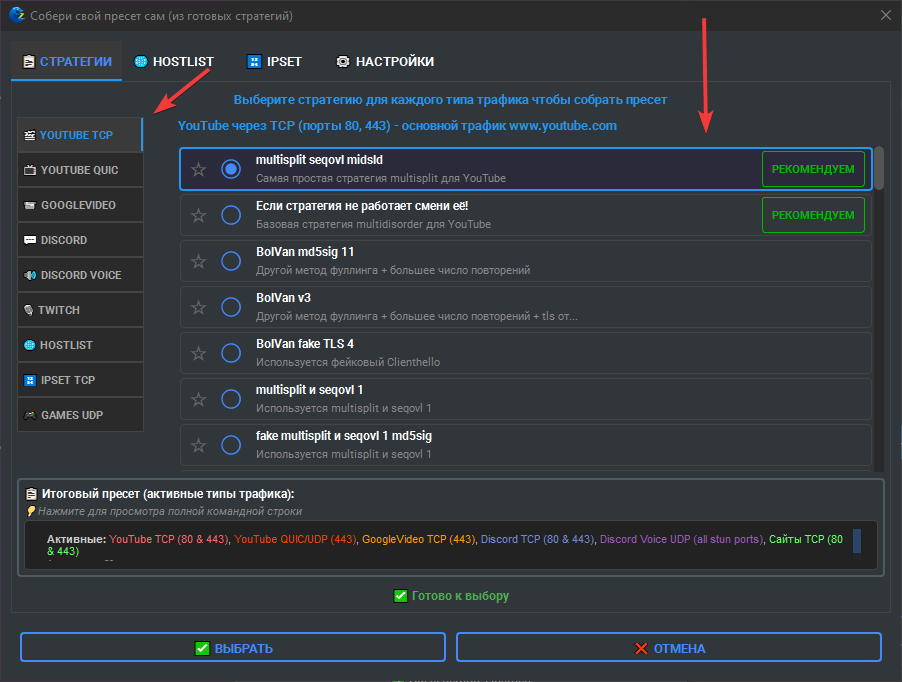 Собери свой пресет сам (из готовых стратегий)
СТРАТЕГИИ HOSTLIST IPSET НАСТРОЙКИ
Выберите стратегию для каждого типа трафика чтобы собрать пресет
YOUTUBE TCP
YOUTUBE QUIC
GOOGLEVIDEO
DISCORD
DISCORD VOICE
TWITCH
HOSTLIST
IPSET TCP
GAMES UDP
YouTube через TCP (порты 80, 443) - основной трафик www.youtube.com
multisplit seqovl midsld
Самая простая стратегия multisplit для YouTube
РЕКОМЕНДУЕМ
Если стратегия не работает смени её!
Базовая стратегия multidisorder для YouTube
РЕКОМЕНДУЕМ
BolVan md5sig 11
Другой метод фуллинга + большее число повторений
BolVan v3
Другой метод фуллинга + большее число повторений + tls от...
BolVan fake TLS 4
Используется фейковый Clienthello
multisplit и seqovl 1
Используется multisplit и seqovl 1
fake multisplit и seqovl 1 md5sig
Используется multisplit и seqovl 1
Итоговый пресет (активные типы трафика):
Нажмите для просмотра полной командной строки
Активные: YouTube TCP (80 & 443), YouTube QUIC/UDP (443), GoogleVideo TCP (443), Discord TCP (80 & 443), Discord Voice UDP (all stun ports), Сайты TCP (80
& 443)
Готово к выбору
ВЫБРАТЬ ОТМЕНА